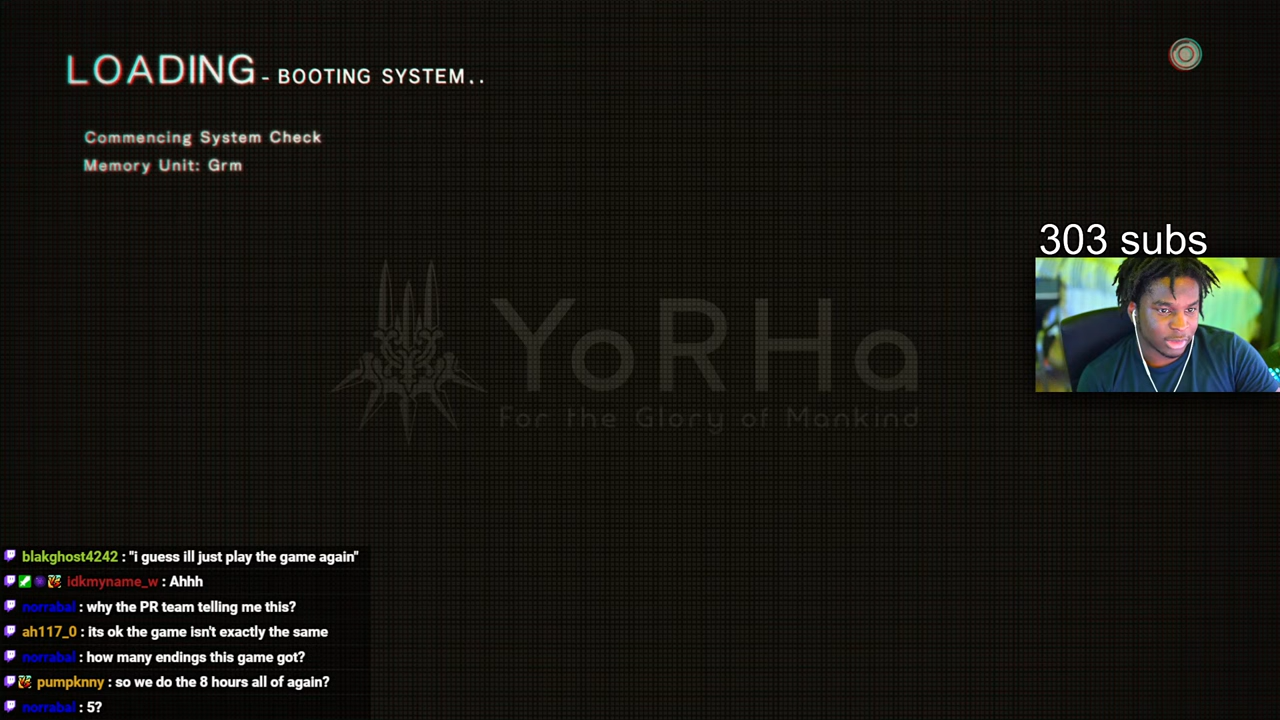 LOADING - BOOTING SYSTEM..
Commencing System Check
Memory Unit: Grm
303 subs
YoRHa
For the Glory of Mankind
blakghost4242 : "i guess ill just play the game again"
idkmyname_w : Ahhh
norrabal : why the PR team telling me this?
ah117_0 : its ok the game isn't exactly the same
norrabal : how many endings this game got?
pumpknny : so we do the 8 hours all of again?
norrabal : 5?